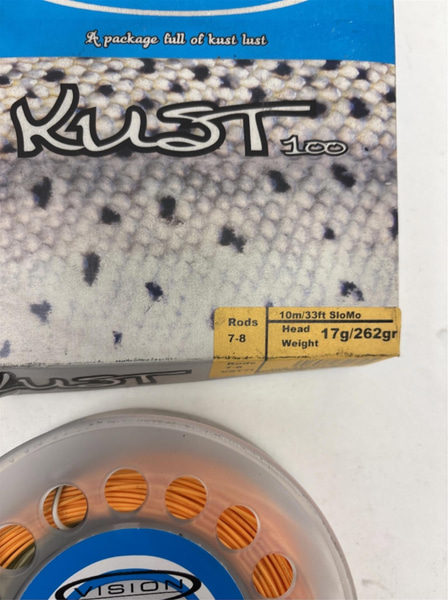 A package full of kust lust
KUST 100
Rods
7-8
10m/33ft SloMo
Head
Weight
17g/262gr
KUST
VISION